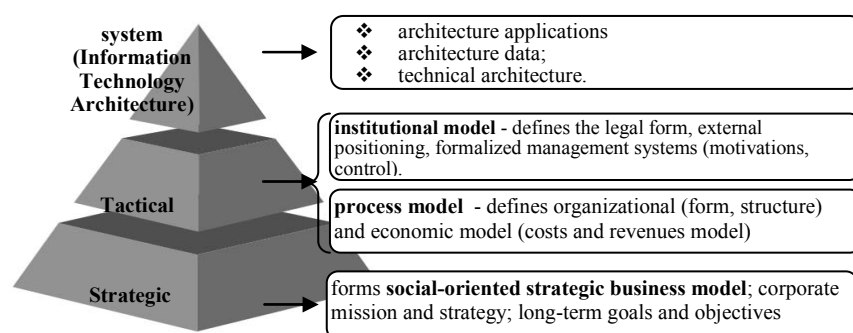 system
(Information
Technology
Architecture)
❖ architecture applications
❖ architecture data;
❖ technical architecture.
institutional model - defines the legal form, external
positioning, formalized management systems (motivations,
control).
Tactical
process model - defines organizational (form, structure)
and economic model (costs and revenues model)
Strategic
forms social-oriented strategic business model; corporate
mission and strategy; long-term goals and objectives